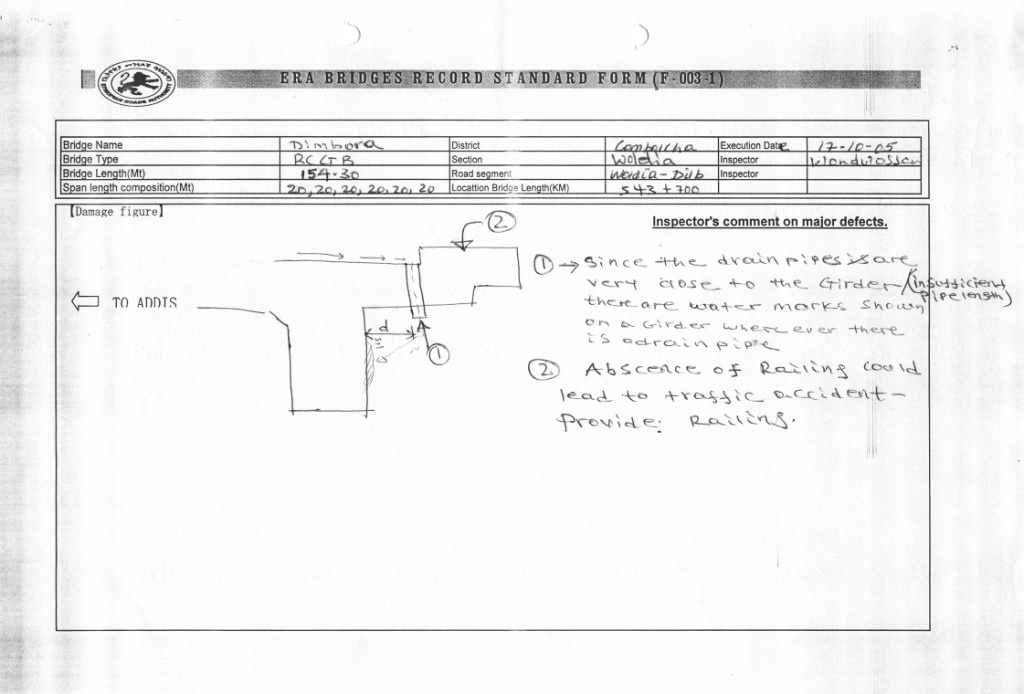 ERA BRIDGES RECORD STANDARD FORM (F-003-1)
Bridge Name Dimbora District Combolcha Execution Date 17-10-05
Bridge Type RCGB Section Woldia Inspector Wondwossen
Bridge Length(Mt) 154.30 Road segment Woldia-Dilb Inspector
Span length composition(Mt) 20, 20, 20, 20, 20, 20 Locattion Bridge Length(KM) 543+700
【Damage figure】
Inspector's comment on major defects.
2
TO ADDIS
d
1
① → Since the drain pipes is are
very close to the Girder (insufficient
pipe length)
there are water marks shown
on a Girder where ever there
is a drain pipe
② Abscence of Railing could
lead to traffic accident -
Provide Railing.